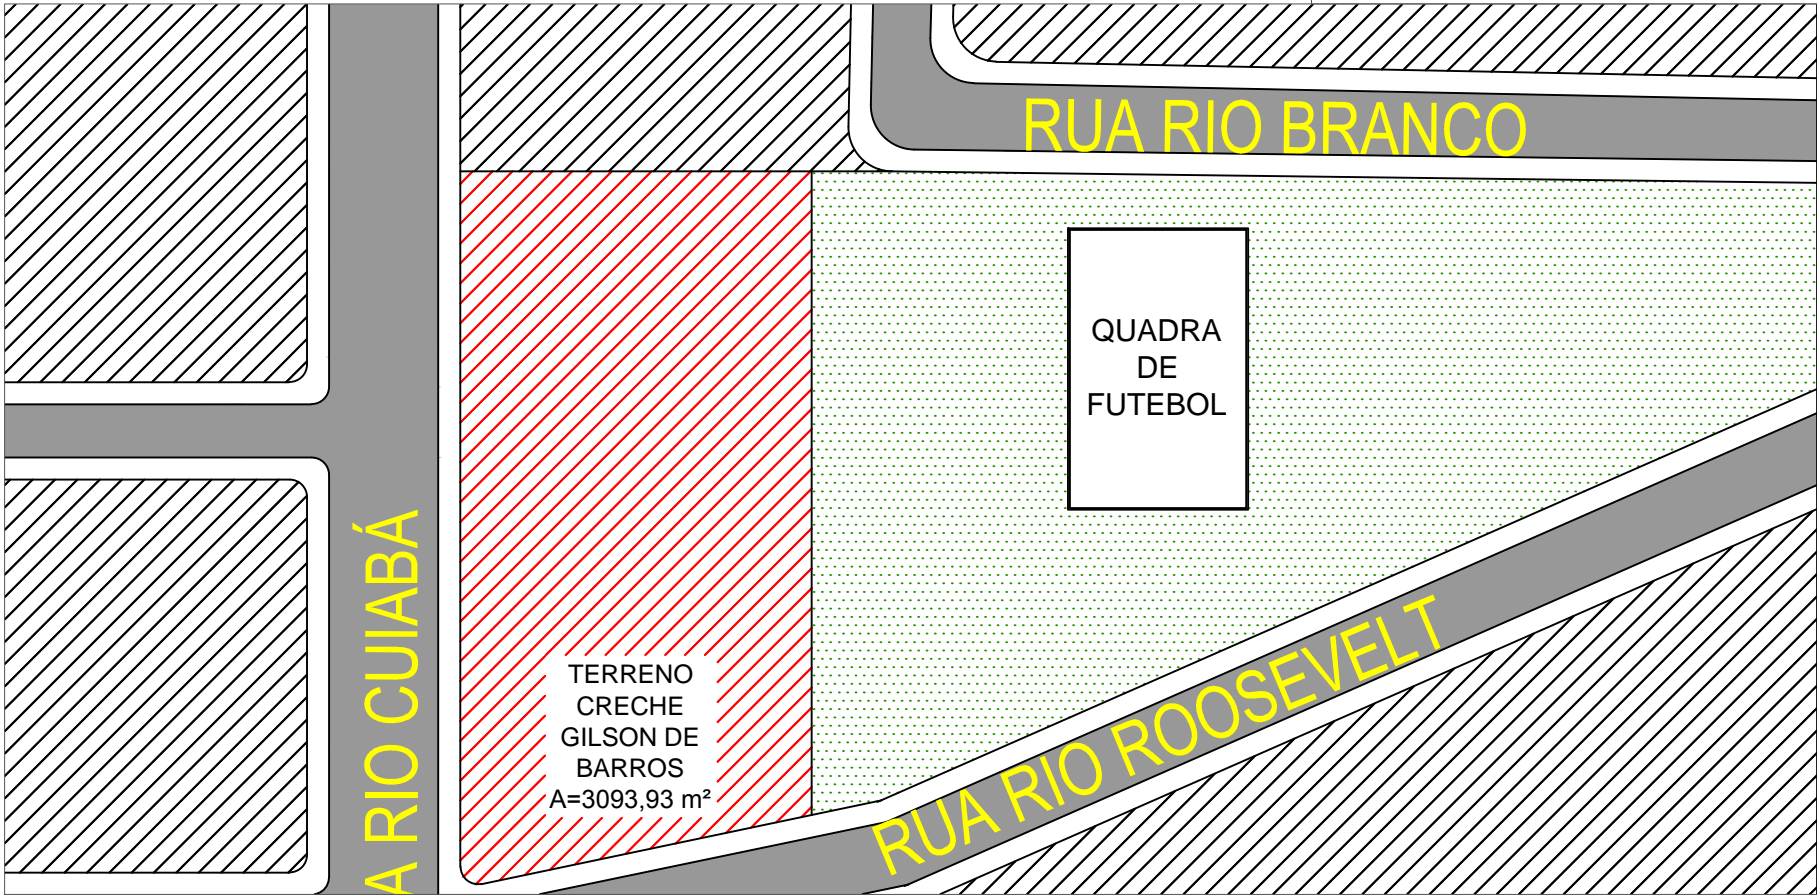 RUA RIO BRANCO
QUADRA
DE
FUTEBOL
A RIO CUIABÁ
TERRENO
CRECHE
GILSON DE
BARROS
A=3093,93 m²
RUA RIO ROOSEVELT